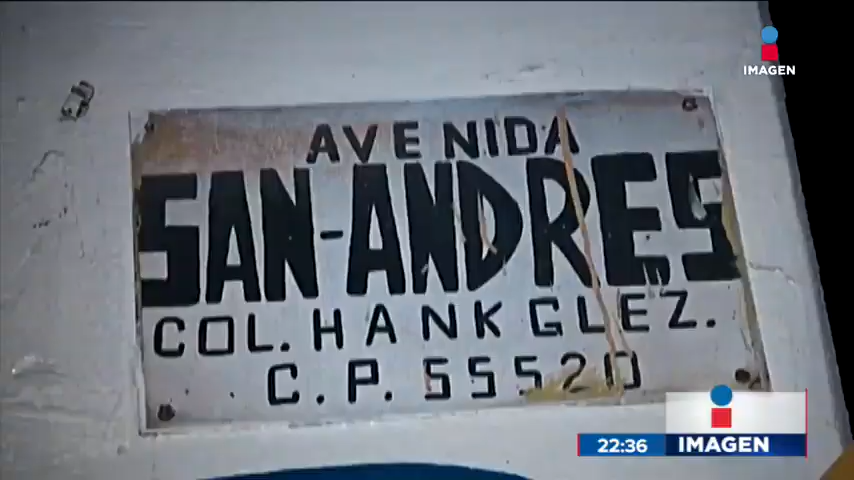 IMAGEN
AVENIDA
SAN-ANDRES
COL. HANK GLEZ.
C.P. 55520
22:36 IMAGEN